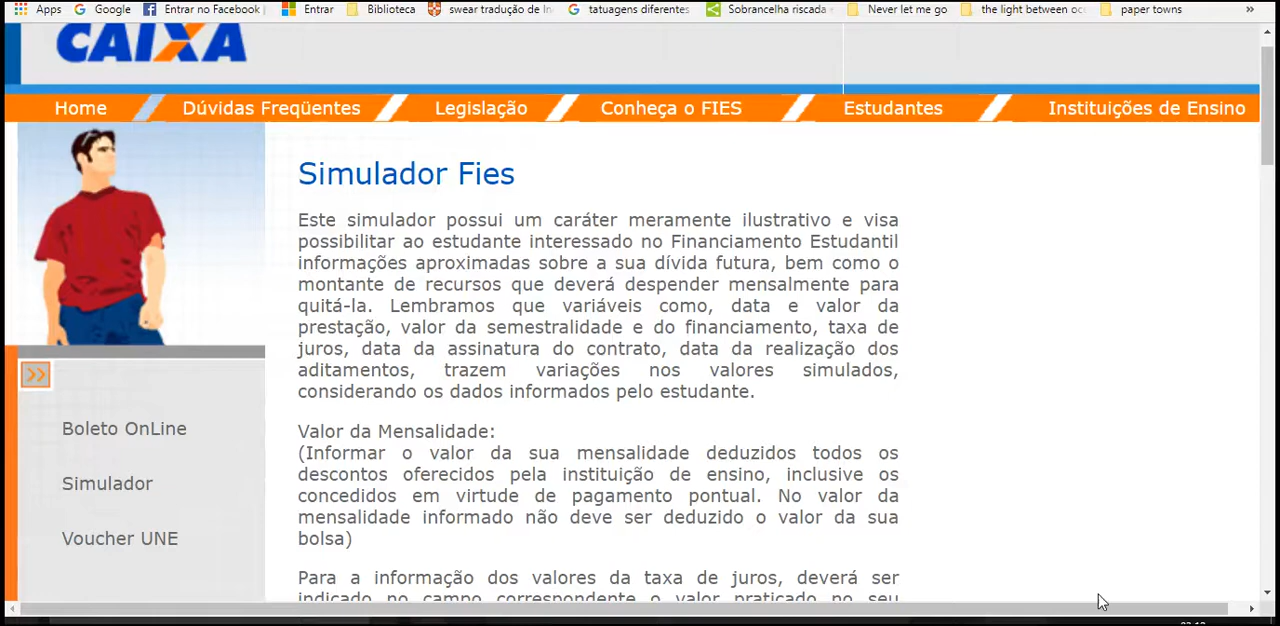 Apps Google Entrar no Facebook Entrar Biblioteca swear tradução de In tatuagens diferentes Sobrancelha riscada Never let me go the light between oc paper towns »
CAIXA
Home Dúvidas Freqüentes Legislação Conheça o FIES Estudantes Instituições de Ensino
Simulador Fies
Este simulador possui um caráter meramente ilustrativo e visa
possibilitar ao estudante interessado no Financiamento Estudantil
informações aproximadas sobre a sua dívida futura, bem como o
montante de recursos que deverá despender mensalmente para
quitá-la. Lembramos que variáveis como, data e valor da
prestação, valor da semestralidade e do financiamento, taxa de
juros, data da assinatura do contrato, data da realização dos
aditamentos, trazem variações nos valores simulados,
considerando os dados informados pelo estudante.
>>
Boleto OnLine
Simulador
Voucher UNE
Valor da Mensalidade:
(Informar o valor da sua mensalidade deduzidos todos os
descontos oferecidos pela instituição de ensino, inclusive os
concedidos em virtude de pagamento pontual. No valor da
mensalidade informado não deve ser deduzido o valor da sua
bolsa)
Para a informação dos valores da taxa de juros, deverá ser
indicado no campo correspondente o valor praticado no seu